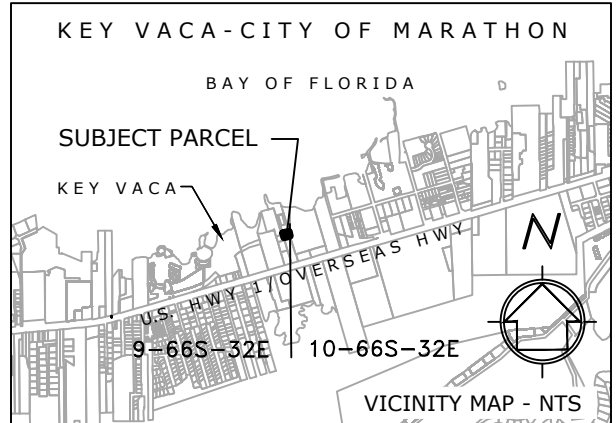 KEY VACA-CITY OF MARATHON
BAY OF FLORIDA
SUBJECT PARCEL
KEY VACA
N
U.S. HWY 1/OVERSEAS HWY
9-66S-32E
10-66S-32E
VICINITY MAP - NTS